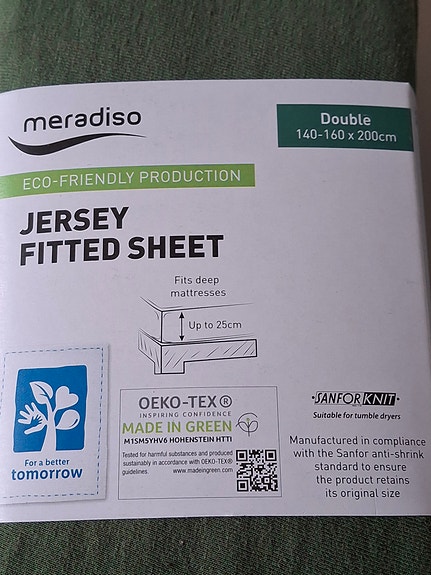 meradiso
Double
140-160 x 200cm
ECO-FRIENDLY PRODUCTION
JERSEY
FITTED SHEET
Fits deep
mattresses
Up to 25cm
For a better
tomorrow
OEKO-TEX®
INSPIRING CONFIDENCE
MADE IN GREEN
M1SM5YHV6 HOHENSTEIN HTTI
Tested for harmful substances and produced
sustainably in accordance with OEKO-TEX®
guidelines. www.madeingreen.com
SANFORKNIT
Suitable for tumble dryers
Manufactured in compliance
with the Sanfor anti-shrink
standard to ensure
the product retains
its original size